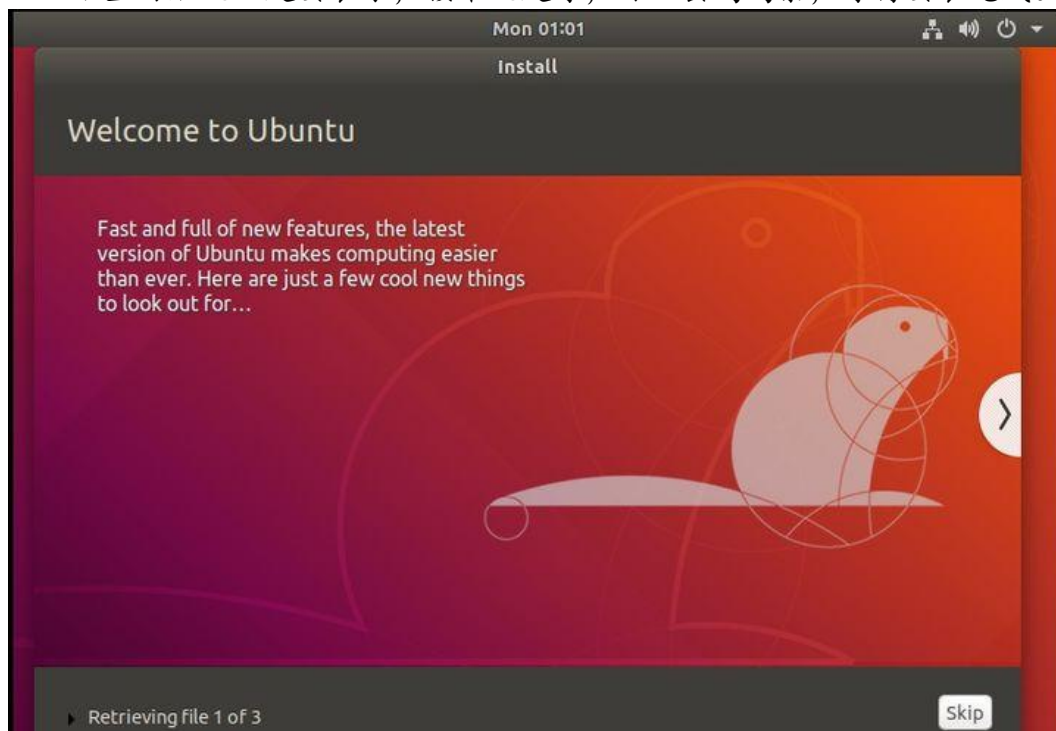 Mon 01:01
Install
Welcome to Ubuntu
Fast and full of new features, the latest
version of Ubuntu makes computing easier
than ever. Here are just a few cool new things
to look out for…
Retrieving file 1 of 3
Skip